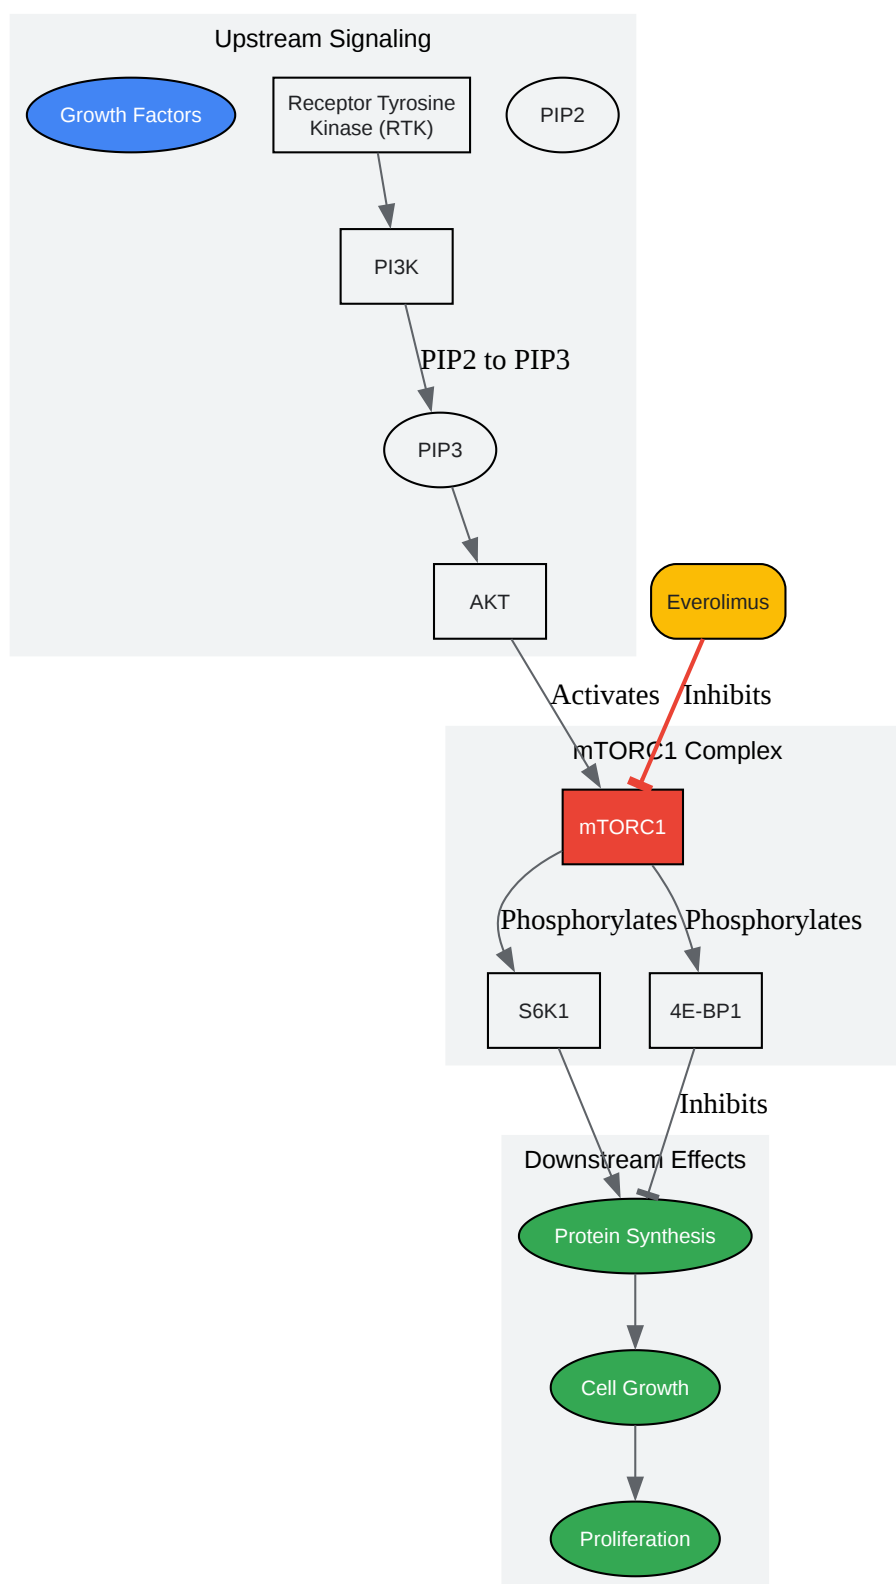 Upstream Signaling
Growth Factors
Receptor Tyrosine
Kinase (RTK)
PIP2
PI3K
PIP2 to PIP3
PIP3
AKT
Everolimus
Activates
Inhibits
mTORC1 Complex
mTORC1
Phosphorylates
Phosphorylates
S6K1
4E-BP1
Inhibits
Downstream Effects
Protein Synthesis
Cell Growth
Proliferation